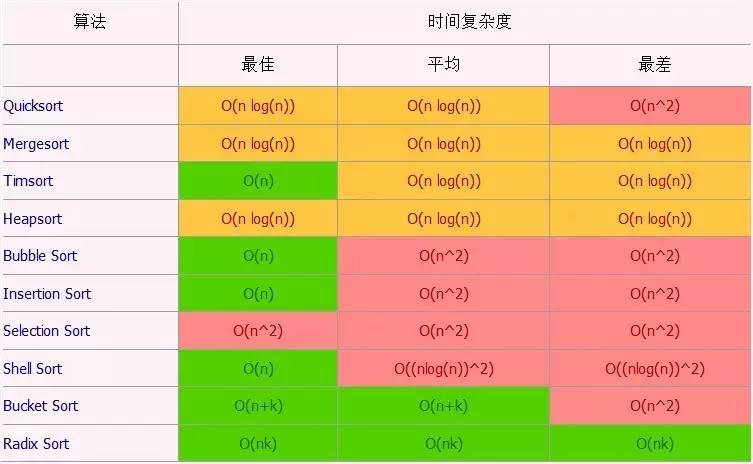 算法 时间复杂度
最佳 平均 最差
Quicksort O(n log(n)) O(n log(n)) O(n^2)
Mergesort O(n log(n)) O(n log(n)) O(n log(n))
Timsort O(n) O(n log(n)) O(n log(n))
Heapsort O(n log(n)) O(n log(n)) O(n log(n))
Bubble Sort O(n) O(n^2) O(n^2)
Insertion Sort O(n) O(n^2) O(n^2)
Selection Sort O(n^2) O(n^2) O(n^2)
Shell Sort O(n) O((nlog(n))^2) O((nlog(n))^2)
Bucket Sort O(n+k) O(n+k) O(n^2)
Radix Sort O(nk) O(nk) O(nk)